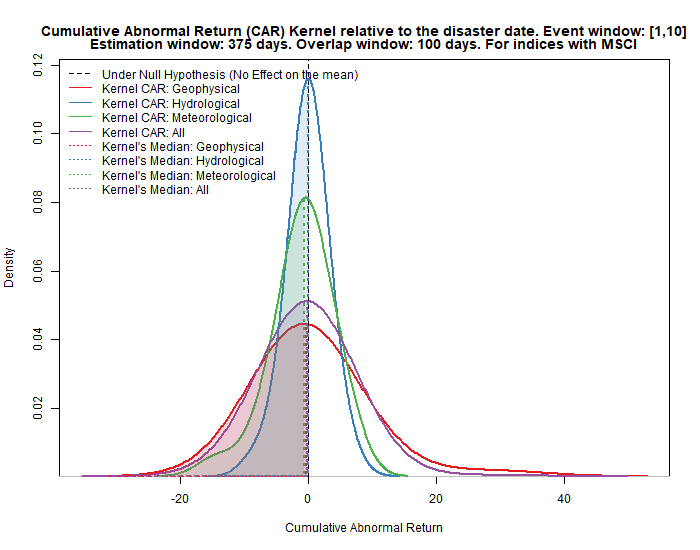 Cumulative Abnormal Return (CAR) Kernel relative to the disaster date. Event window: [1,10]
Estimation window: 375 days. Overlap window: 100 days. For indices with MSCI
Under Null Hypothesis (No Effect on the mean)
Kernel CAR: Geophysical
Kernel CAR: Hydrological
Kernel CAR: Meteorological
Kernel CAR: All
Kernel's Median: Geophysical
Kernel's Median: Hydrological
Kernel's Median: Meteorological
Kernel's Median: All
0.12
0.10
0.08
0.06
0.04
0.02
Density
-20
0
20
40
Cumulative Abnormal Return